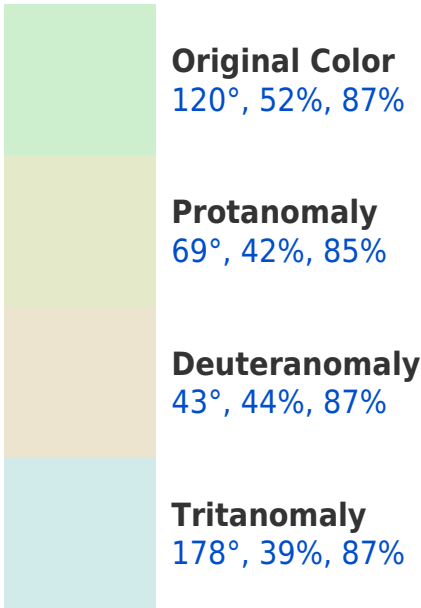 Original Color
120°, 52%, 87%
Protanomaly
69°, 42%, 85%
Deuteranomaly
43°, 44%, 87%
Tritanomaly
178°, 39%, 87%